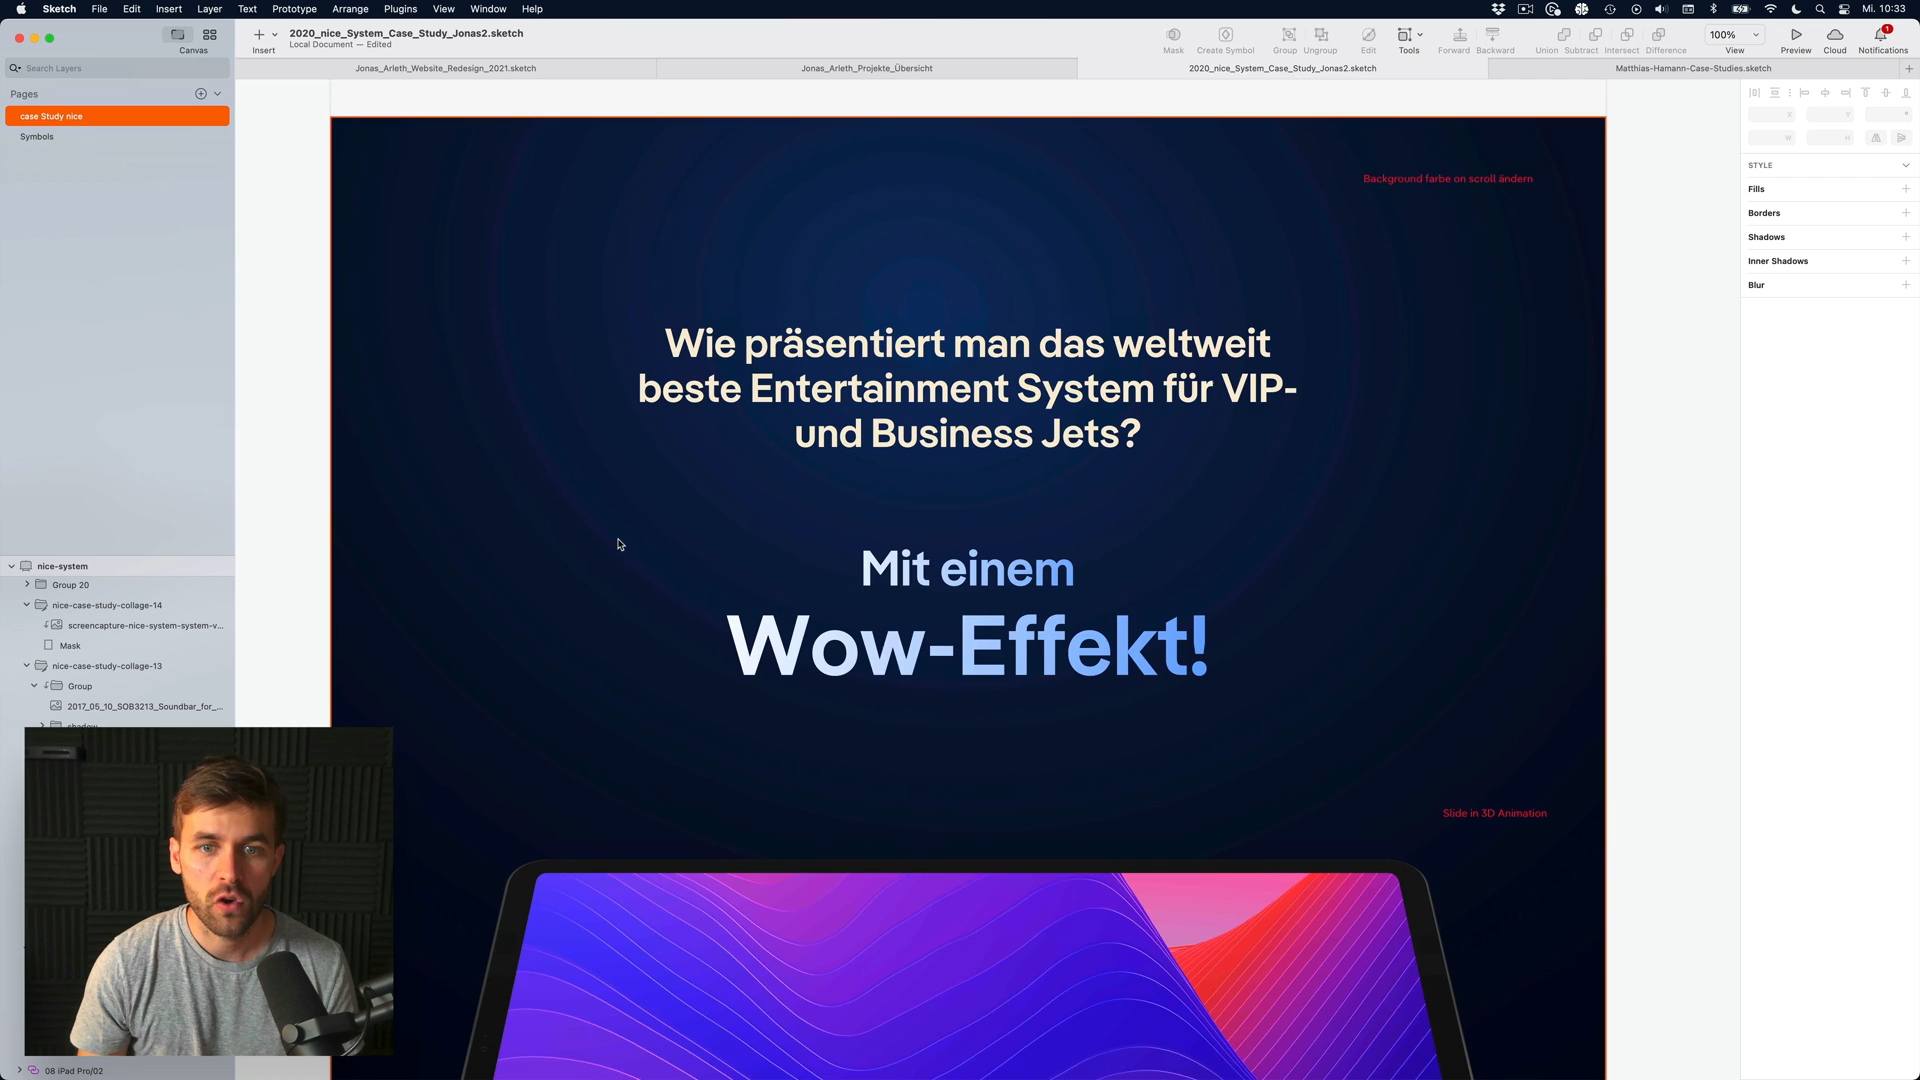 Sketch File Edit Insert Layer Text Prototype Arrange Plugins View Window Help
Mi. 10:33
Canvas
Insert
2020_nice_System_Case_Study_Jonas2.sketch
Local Document — Edited
Mask Create Symbol Group Ungroup Edit Tools Forward Backward Union Subtract Intersect Difference
100%
View
Preview Cloud Notifications
1
Search Layers
Jonas_Arleth_Website_Redesign_2021.sketch
Jonas_Arleth_Projekte_Übersicht
2020_nice_System_Case_Study_Jonas2.sketch
Matthias-Hamann-Case-Studies.sketch
Pages
case Study nice
Symbols
nice-system
Group 20
nice-case-study-collage-14
screencapture-nice-system-system-v...
Mask
nice-case-study-collage-13
Group
2017_05_10_SOB3213_Soundbar_for_...
shadow
08 iPad Pro/02
Background farbe on scroll ändern
Wie präsentiert man das weltweit
beste Entertainment System für VIP-
und Business Jets?
Mit einem
Wow-Effekt!
Slide in 3D Animation
X
Y
°
W
H
STYLE
Fills
Borders
Shadows
Inner Shadows
Blur